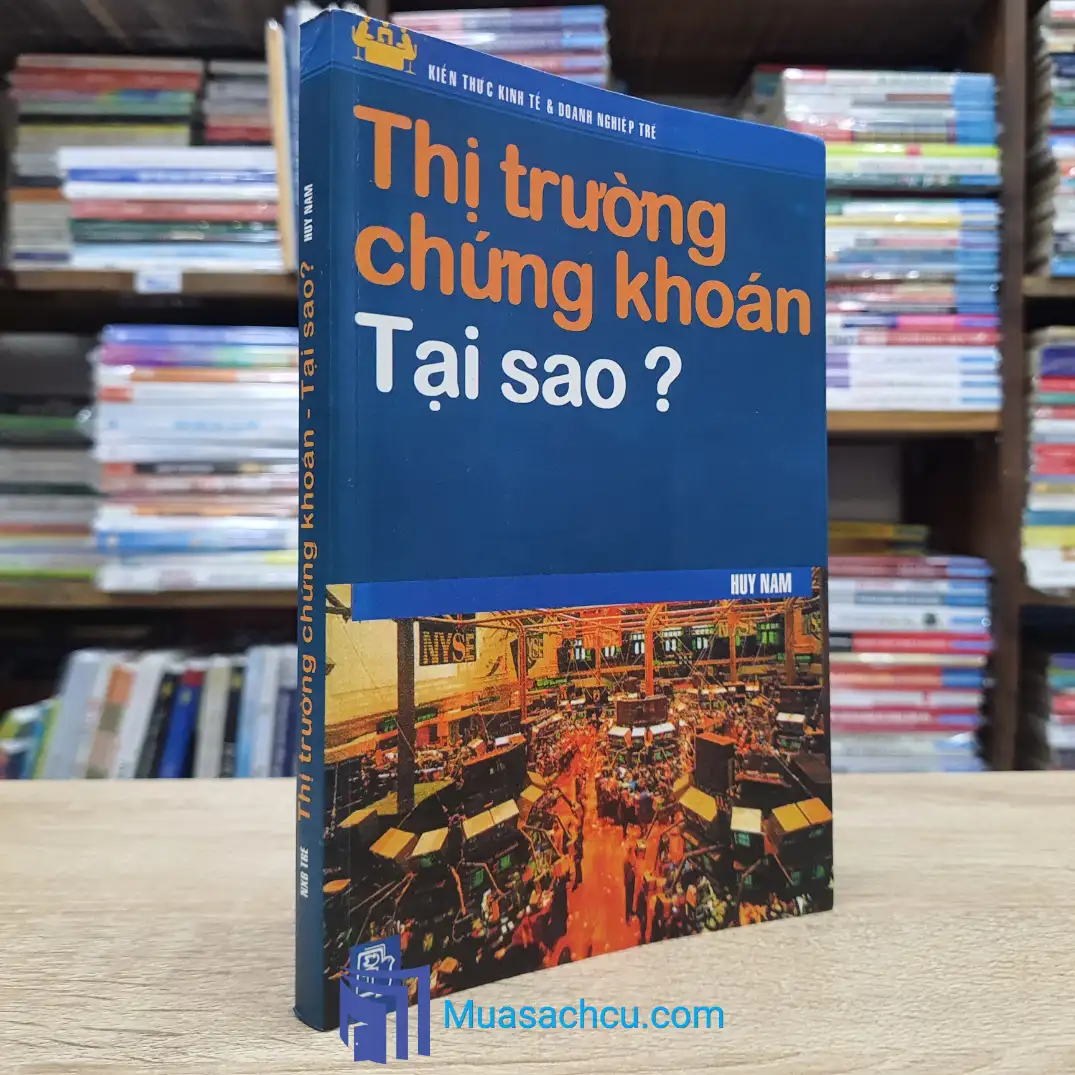 KIẾN THỨC KINH TẾ & DOANH NGHIỆP TRẺ
Thị trường
chứng khoán
Tại sao ?
HUY NAM
NYSE
NXB TRẺ Thị trường chứng khoán - Tại sao? HUY NAM
Muasachcu.com